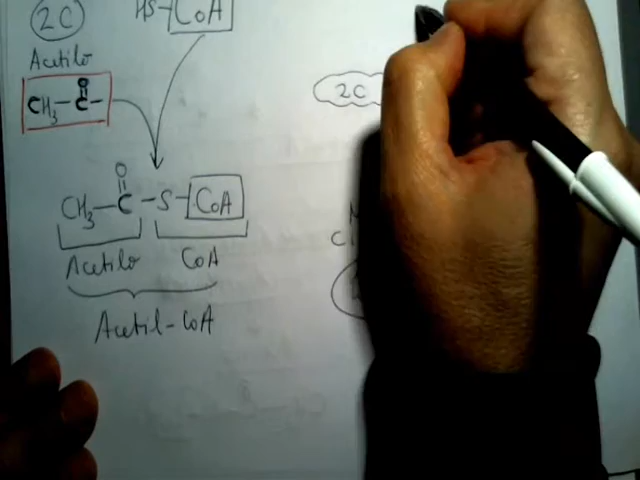 2C
HS-CoA
Acetilo
O
CH3-C-
2C
O
CH3-C-S-CoA
Acetilo CoA
Acetil-CoA